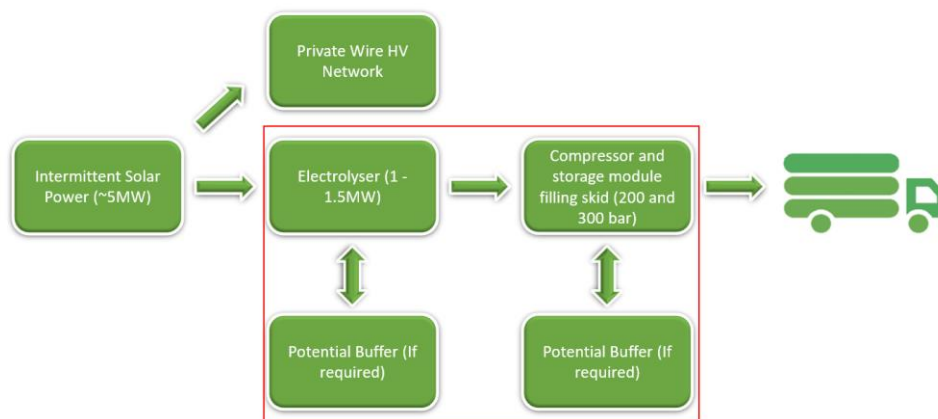 Private Wire HV
Network
Intermittent Solar
Power (~5MW)
Electrolyser (1 -
1.5MW)
Compressor and
storage module
filling skid (200 and
300 bar)
Potential Buffer (If
required)
Potential Buffer (If
required)